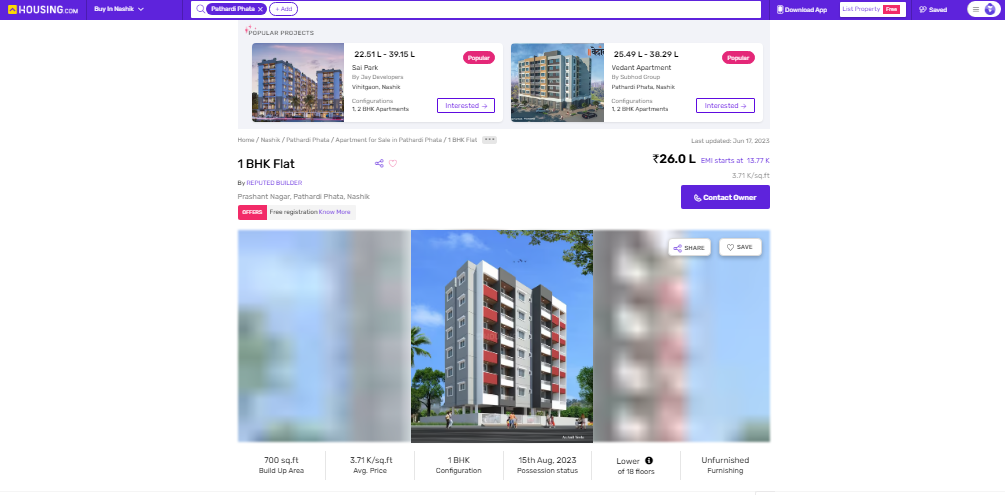 HOUSING.COM
Buy In Nashik
Pathardi Phata
+ Add
Download App
List Property Free
Saved
POPULAR PROJECTS
22.51 L - 39.15 L
Popular
Sai Park
By Jay Developers
Vihitgaon, Nashik
Configurations
1, 2 BHK Apartments
Interested
25.49 L - 38.29 L
Popular
Vedant Apartment
By Subhod Group
Pathardi Phata, Nashik
Configurations
1, 2 BHK Apartments
Interested
Home / Nashik / Pathardi Phata / Apartment for Sale in Pathardi Phata / 1 BHK Flat
Last updated: Jun 17, 2023
1 BHK Flat
₹26.0 L EMI starts at 13.77 K
3.71 K/sq.ft
By REPUTED BUILDER
Prashant Nagar, Pathardi Phata, Nashik
Contact Owner
OFFERS Free registration Know More
SHARE
SAVE
700 sq.ft
Build Up Area
3.71 K/sq.ft
Avg. Price
1 BHK
Configuration
15th Aug, 2023
Possession status
Lower
of 18 floors
Unfurnished
Furnishing